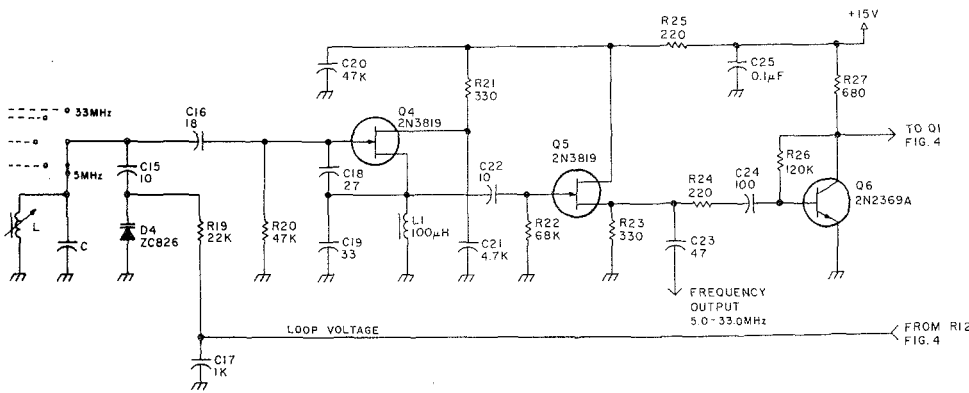 +15V
R25
220
C20
47K
R21
330
C25
0.1µF
R27
680
33MHz
C16
18
Q4
2N3819
Q5
2N3819
TO Q1
FIG. 4
R26
120K
C15
10
5MHz
C18
27
C22
10
R24
220
C24
100
Q6
2N2369A
L
C
D4
ZC826
R19
22K
R20
47K
C19
33
L1
100µH
C21
4.7K
R22
68K
R23
330
C23
47
FREQUENCY
OUTPUT
5.0-33.0MHz
LOOP VOLTAGE
FROM R12
FIG. 4
C17
1K